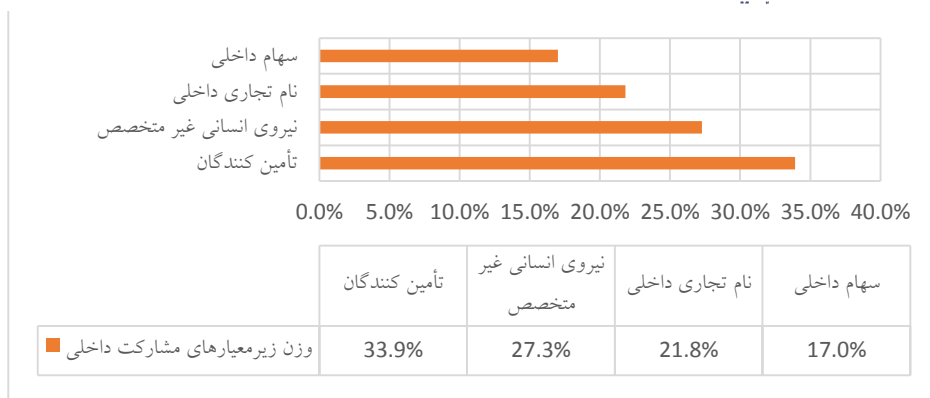 سهام داخلی
نام تجاری داخلی
نیروی انسانی غیر متخصص
تأمین کنندگان
0.0% 5.0% 10.0% 15.0% 20.0% 25.0% 30.0% 35.0% 40.0%
تأمین کنندگان
نیروی انسانی غیر
متخصص
نام تجاری داخلی
سهام داخلی
وزن زیرمعیارهای مشارکت داخلی
33.9% 27.3% 21.8% 17.0%